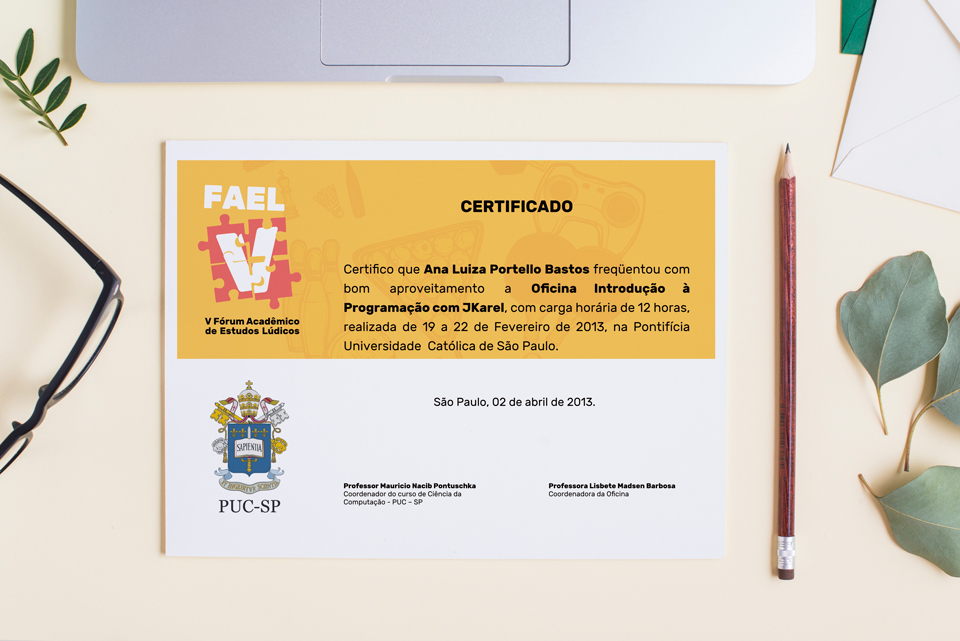 FAEL
V
V Fórum Acadêmico
de Estudos Lúdicos
CERTIFICADO
Certifico que Ana Luiza Portello Bastos freqüentou com
bom aproveitamento a Oficina Introdução à
Programação com JKarel, com carga horária de 12 horas,
realizada de 19 a 22 de Fevereiro de 2013, na Pontifícia
Universidade Católica de São Paulo.
São Paulo, 02 de abril de 2013.
SAPIENTIA
PUC-SP
Professor Mauricio Nacib Pontuschka
Coordenador do curso de Ciência da
Computação - PUC – SP
Professora Lisbete Madsen Barbosa
Coordenadora da Oficina